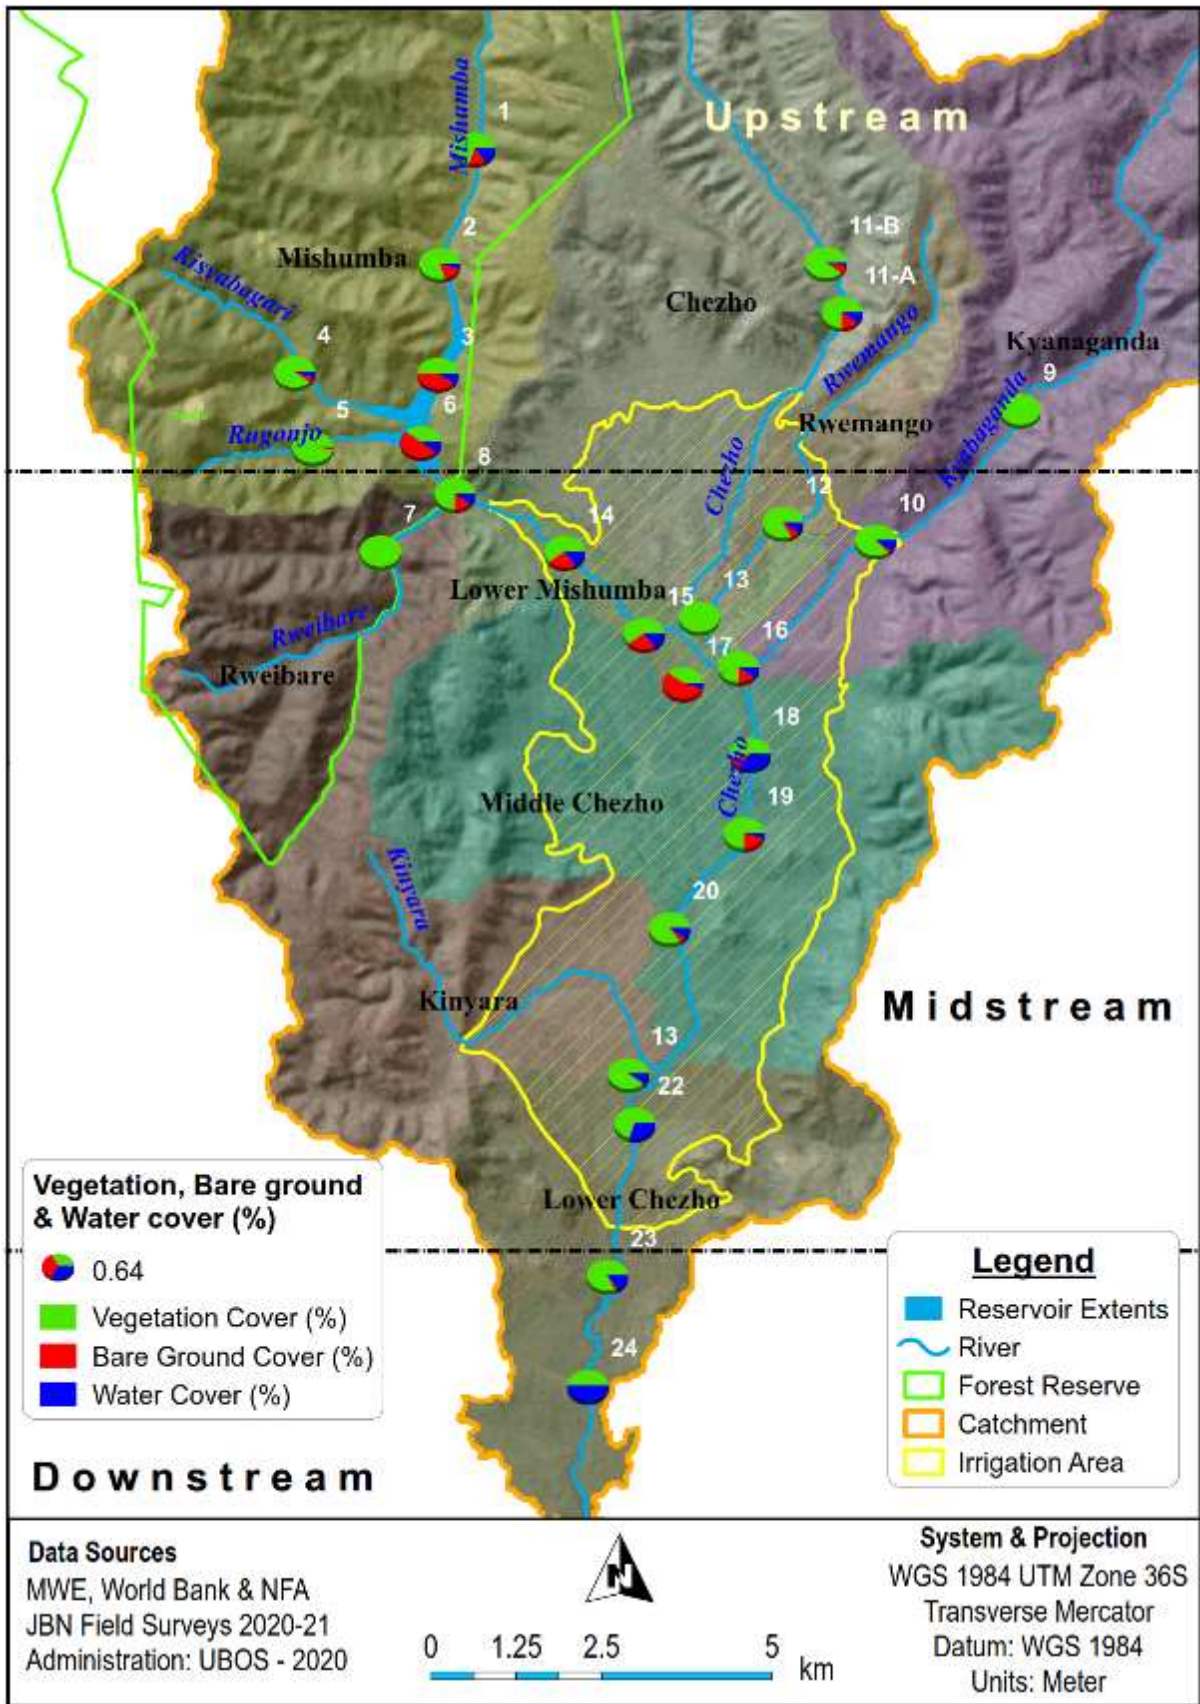 Mishumba
1
Upstream
2
11-B
Mishumba
Kisyabagari
11-A
Chezho
3
Rwemango
4
Kyanaganda
9
5
6
Rugonjo
Rwemango
Kyabaganda
Chezho
8
12
10
7
14
Lower Mishumba
13
15
16
Rweibare
17
Rweibare
18
Chezho
19
Middle Chezho
Kinyara
20
Kinyara
Midstream
13
22
Lower Chezho
23
24
Vegetation, Bare ground
& Water cover (%)
0.64
Vegetation Cover (%)
Bare Ground Cover (%)
Water Cover (%)
Legend
Reservoir Extents
River
Forest Reserve
Catchment
Irrigation Area
Downstream
Data Sources
MWE, World Bank & NFA
JBN Field Surveys 2020-21
Administration: UBOS - 2020
N
0 1.25 2.5 5
km
System & Projection
WGS 1984 UTM Zone 36S
Transverse Mercator
Datum: WGS 1984
Units: Meter